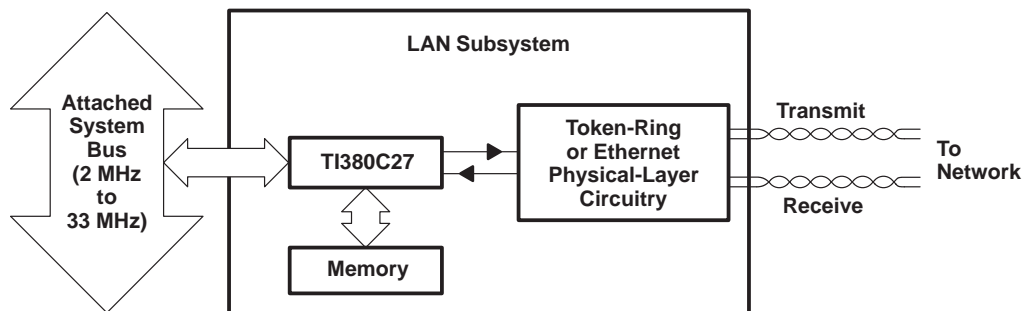 LAN Subsystem
Attached
System
Bus
(2 MHz
to
33 MHz)
TI380C27
Memory
Token-Ring
or Ethernet
Physical-Layer
Circuitry
Transmit
Receive
To
Network